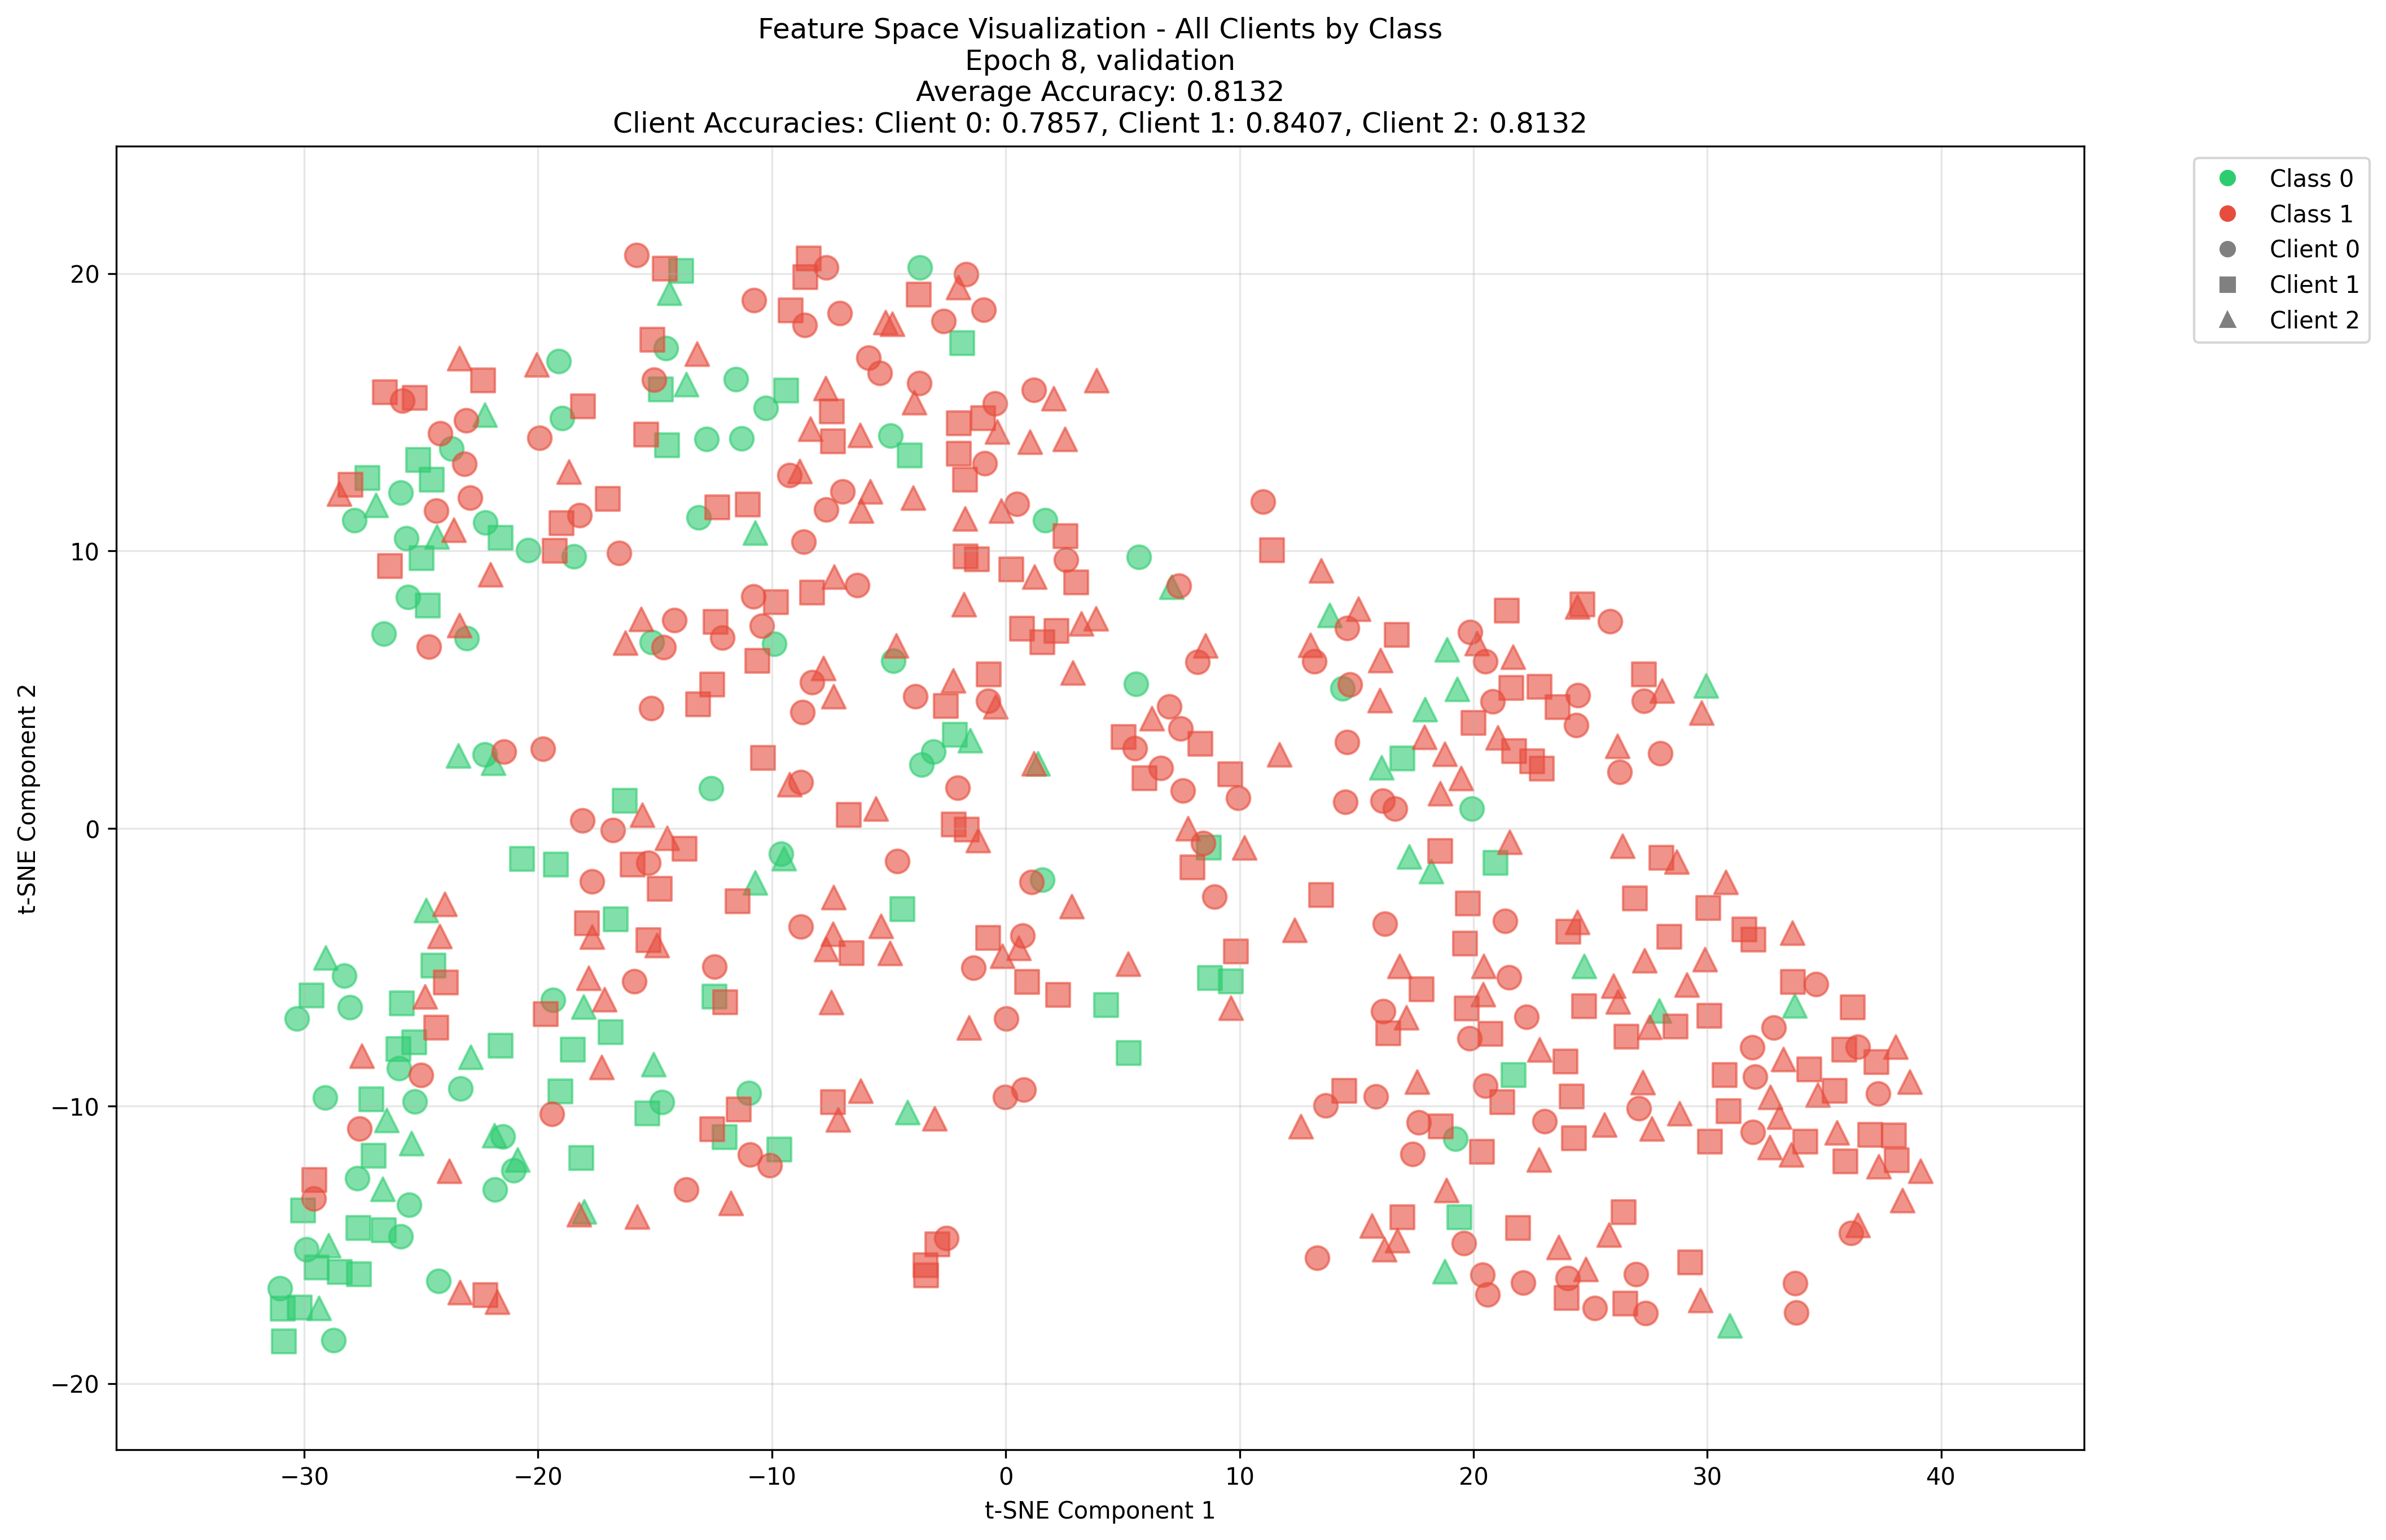 Feature Space Visualization - All Clients by Class
Epoch 8, validation
Average Accuracy: 0.8132
Client Accuracies: Client 0: 0.7857, Client 1: 0.8407, Client 2: 0.8132
Class 0
Class 1
Client 0
Client 1
Client 2
t-SNE Component 2
20
10
0
−10
−20
−30
−20
−10
0
10
20
30
40
t-SNE Component 1